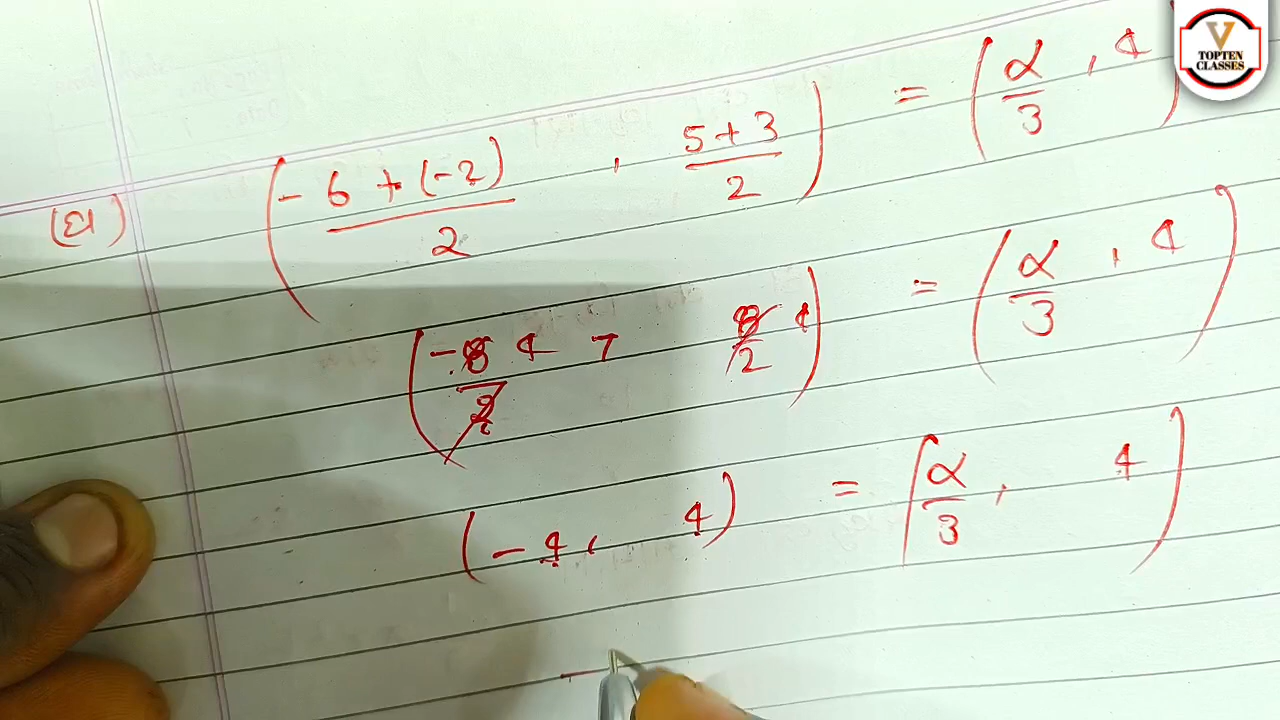 V
TOPTEN
CLASSES
(-6 + (-2) / 2 , 5 + 3 / 2) = (α/3 , 4
(-8/2 4 , 8/2 4) = (α/3 , 4)
(-4 , 4) = (α/3 , 4)